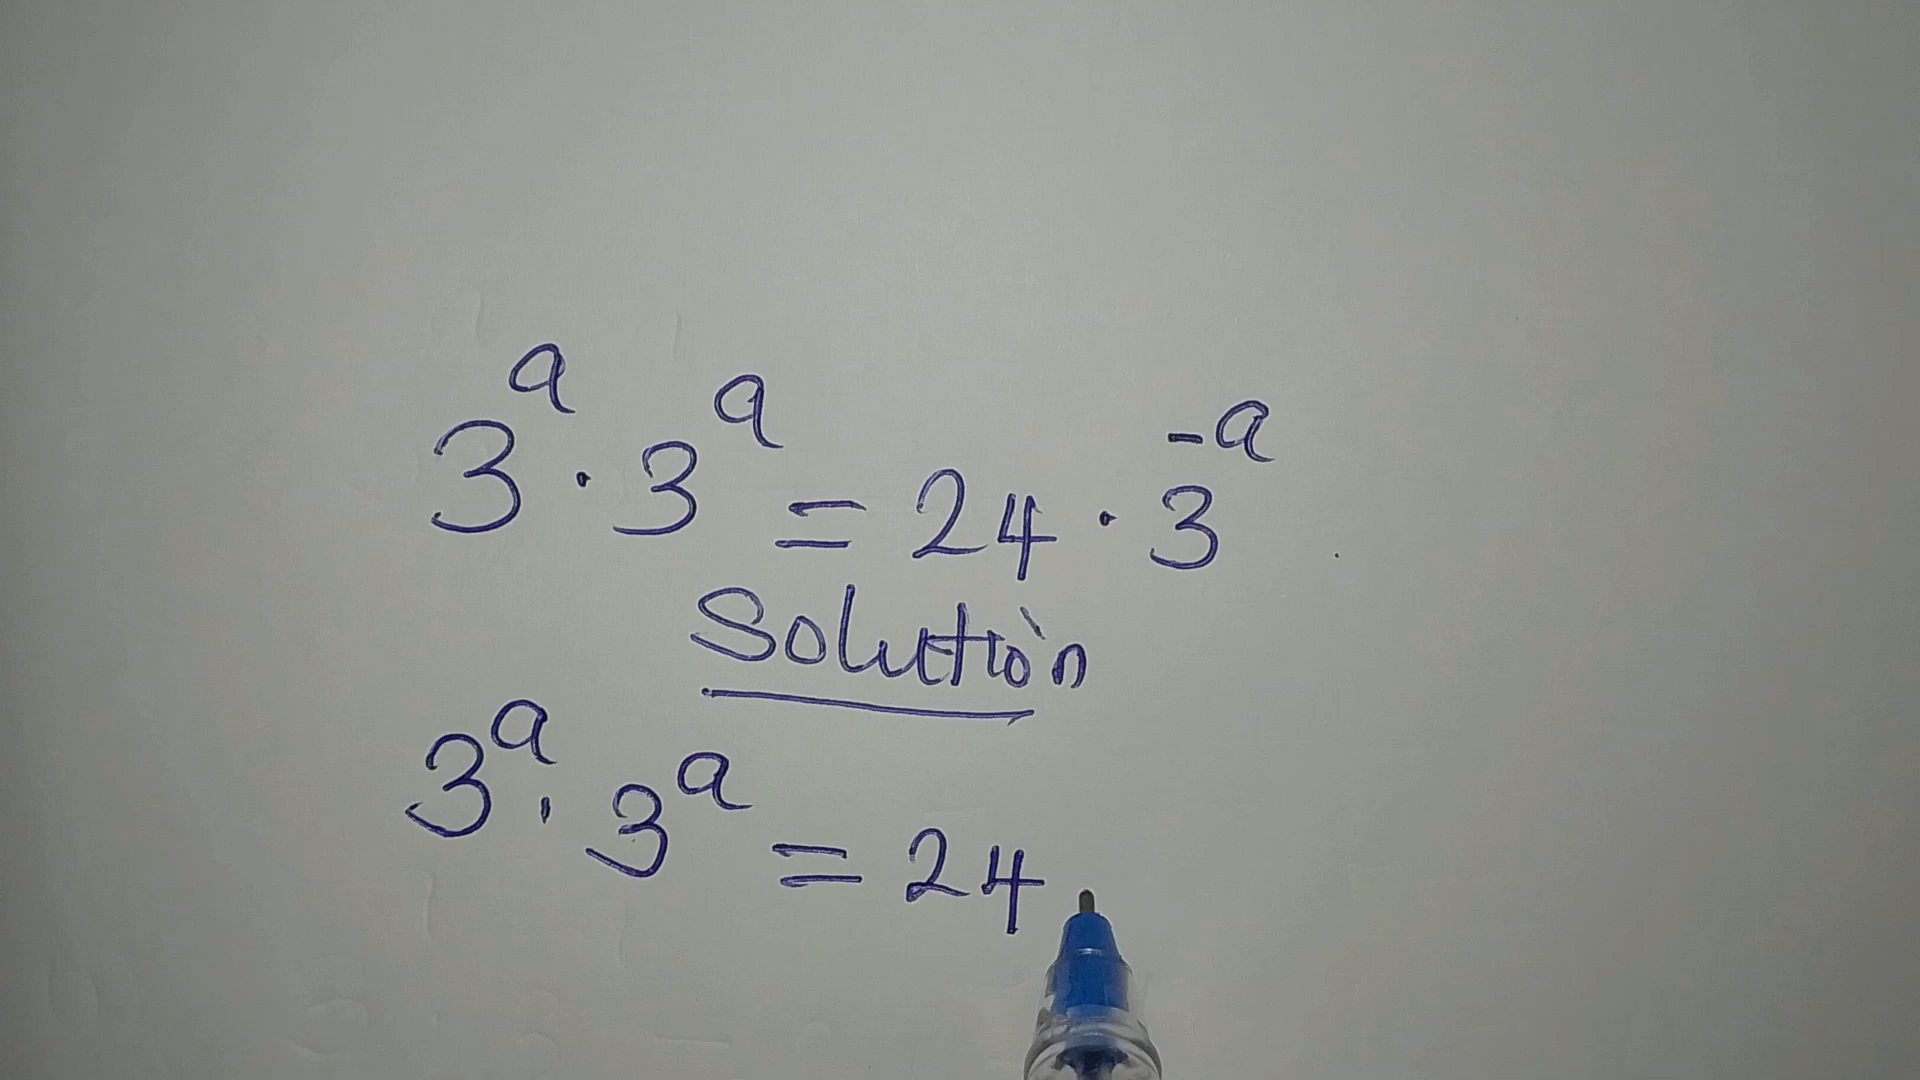 3^a · 3^a = 24 · 3^-a
Solution
3^a · 3^a = 24